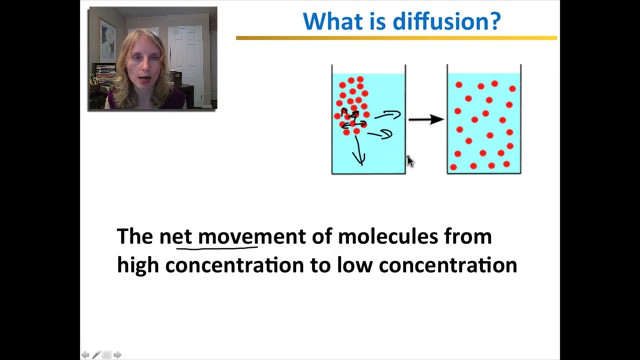 What is diffusion?
The net movement of molecules from
high concentration to low concentration